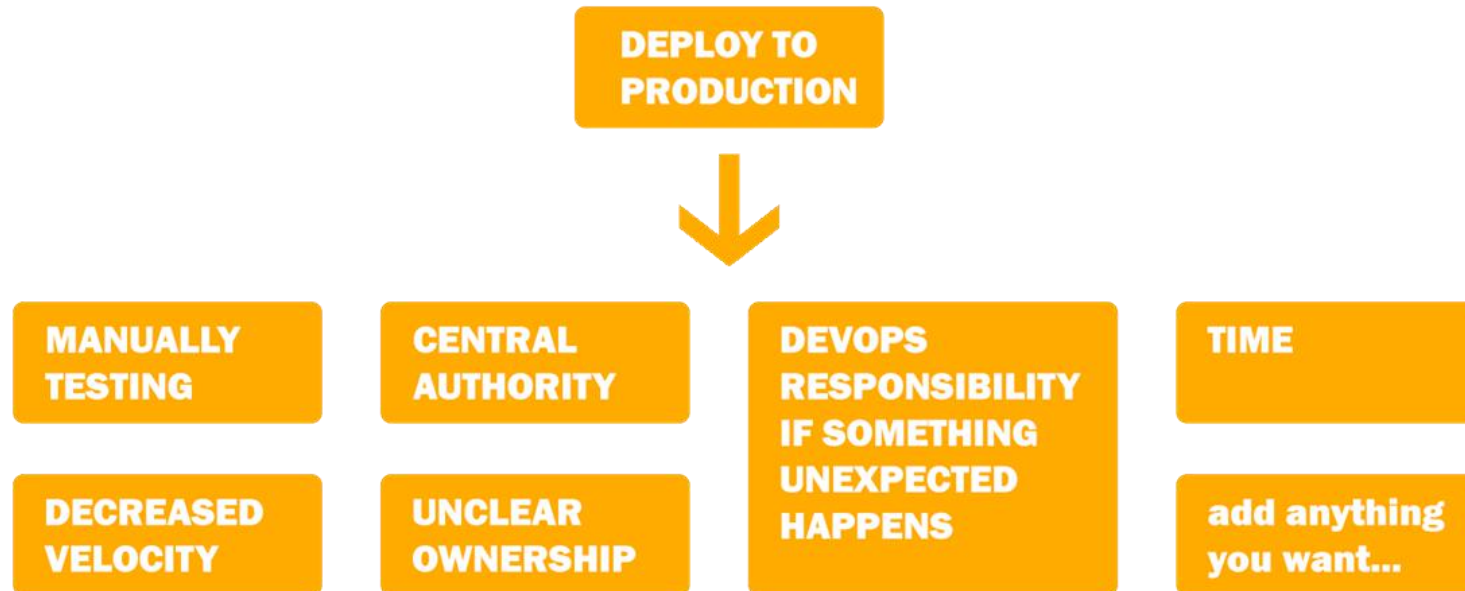 DEPLOY TO
PRODUCTION
MANUALLY
TESTING
CENTRAL
AUTHORITY
DEVOPS
RESPONSIBILITY
IF SOMETHING
UNEXPECTED
HAPPENS
TIME
DECREASED
VELOCITY
UNCLEAR
OWNERSHIP
add anything
you want...